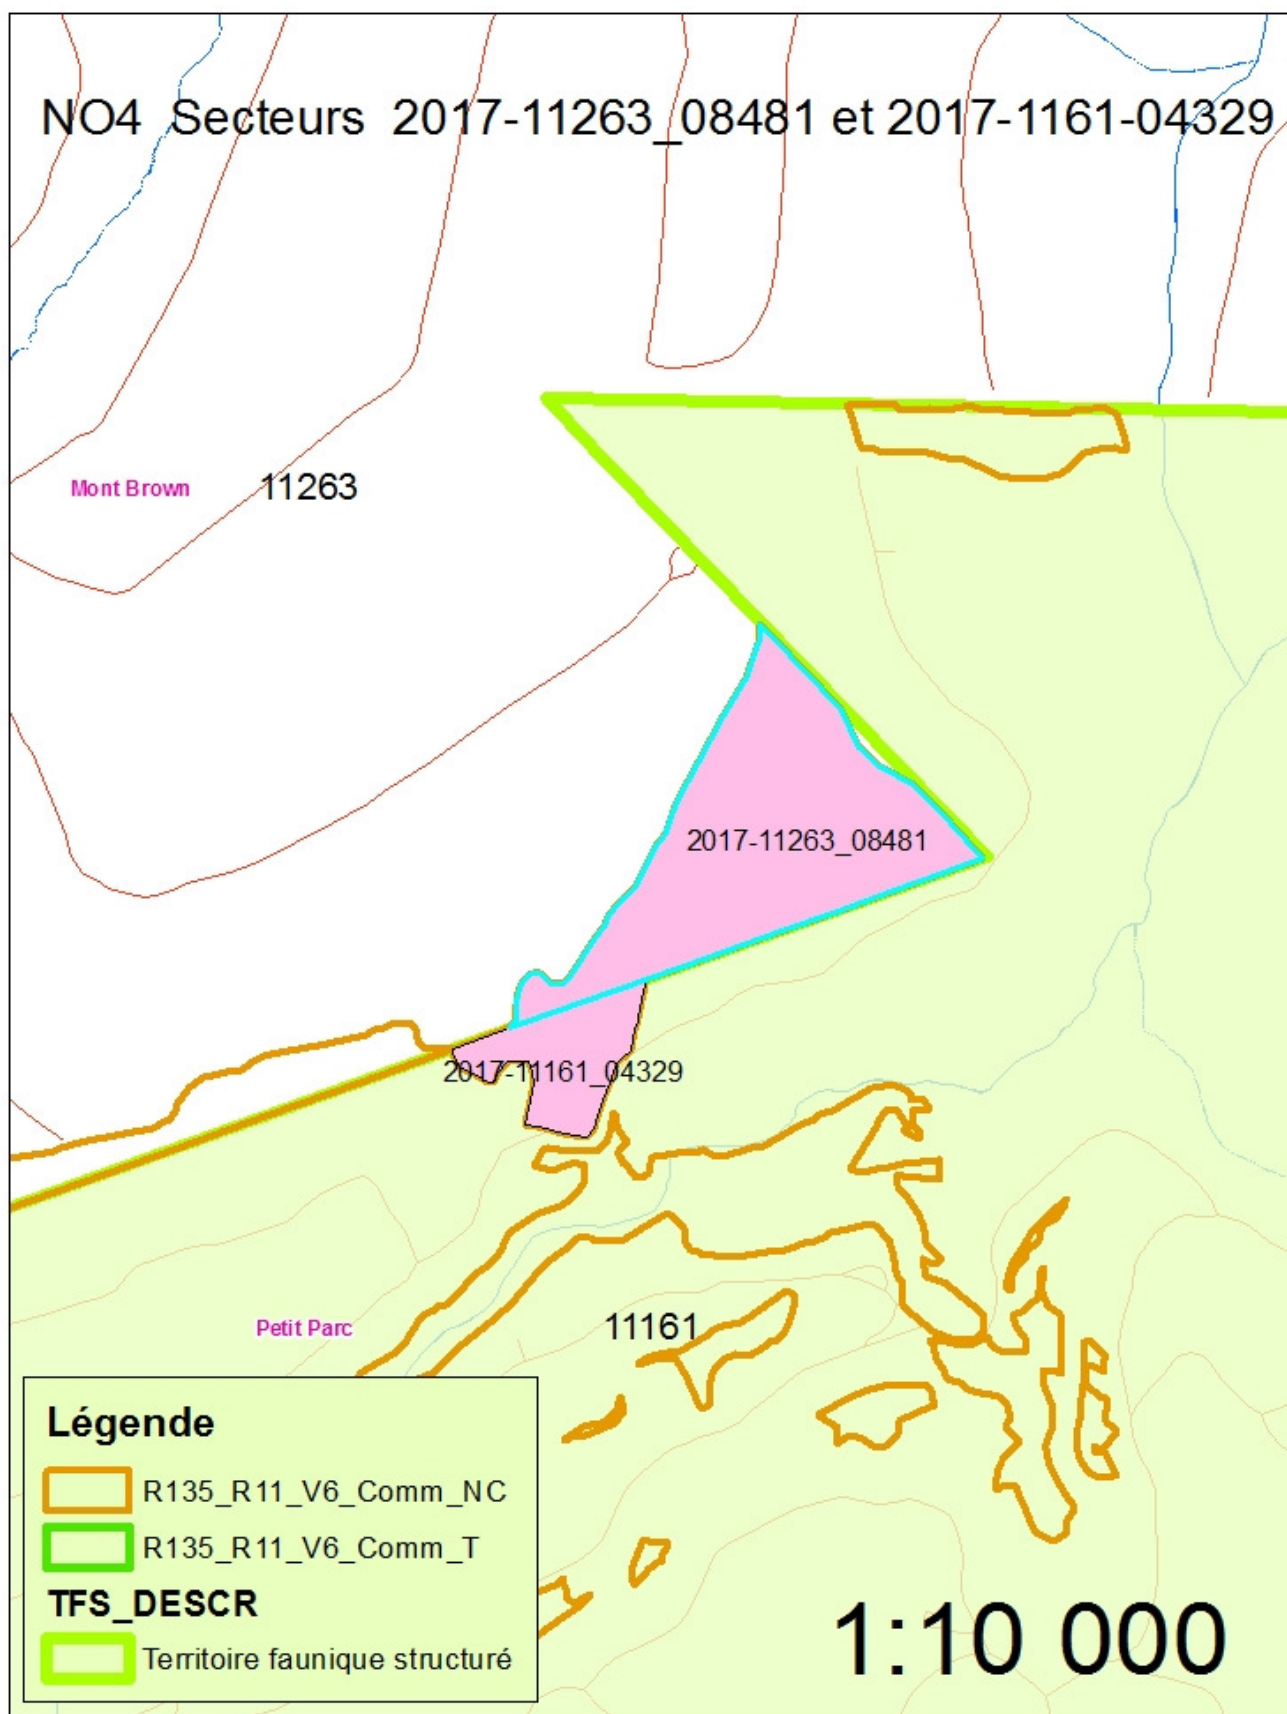 NO4 Secteurs 2017-11263_08481 et 2017-1161-04329
Mont Brown
11263
2017-11263_08481
2017-11161_04329
11161
Petit Parc
Légende
R135_R11_V6_Comm_NC
R135_R11_V6_Comm_T
TFS_DESCR
Territoire faunique structuré
1:10 000